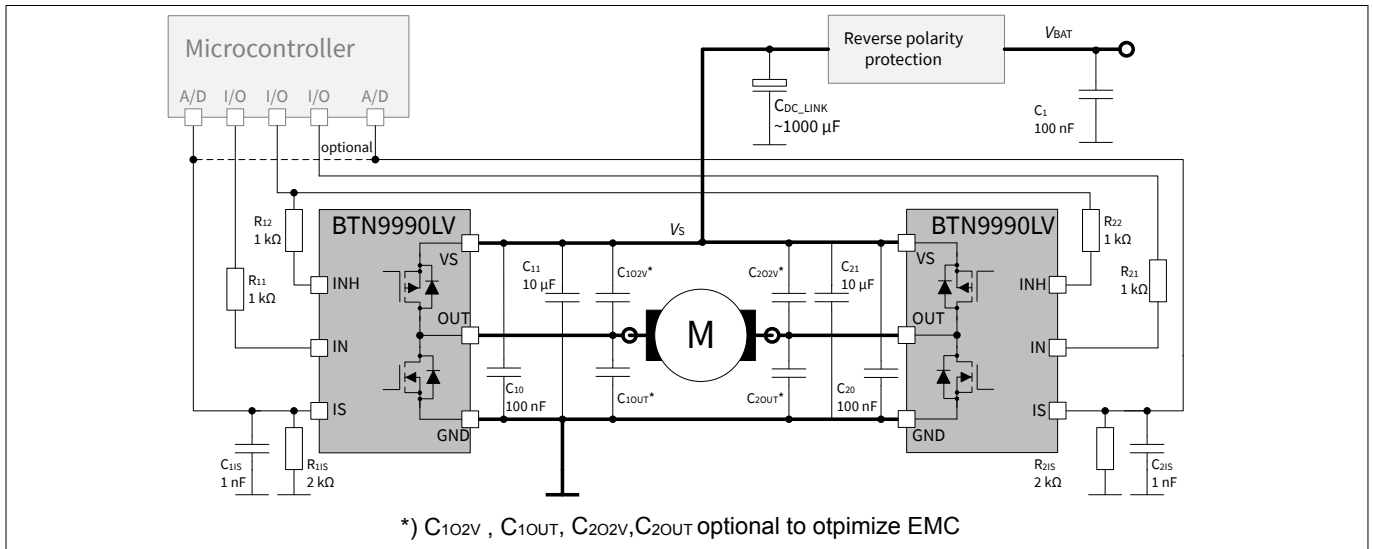 Microcontroller
A/D I/O I/O I/O A/D
optional
Reverse polarity
protection
VBAT
CDC_LINK
~1000 µF
C1
100 nF
R12
1 kΩ
R11
1 kΩ
BTN9990LV
VS
INH
OUT
IN
IS
GND
C1IS
1 nF
R1IS
2 kΩ
VS
C11
10 µF
C1O2V*
C10
100 nF
C1OUT*
M
C2O2V*
C21
10 µF
C2OUT*
C20
100 nF
BTN9990LV
VS
INH
OUT
IN
IS
GND
R22
1 kΩ
R21
1 kΩ
R2IS
2 kΩ
C2IS
1 nF
*) C1O2V , C1OUT, C2O2V,C2OUT optional to otpimize EMC